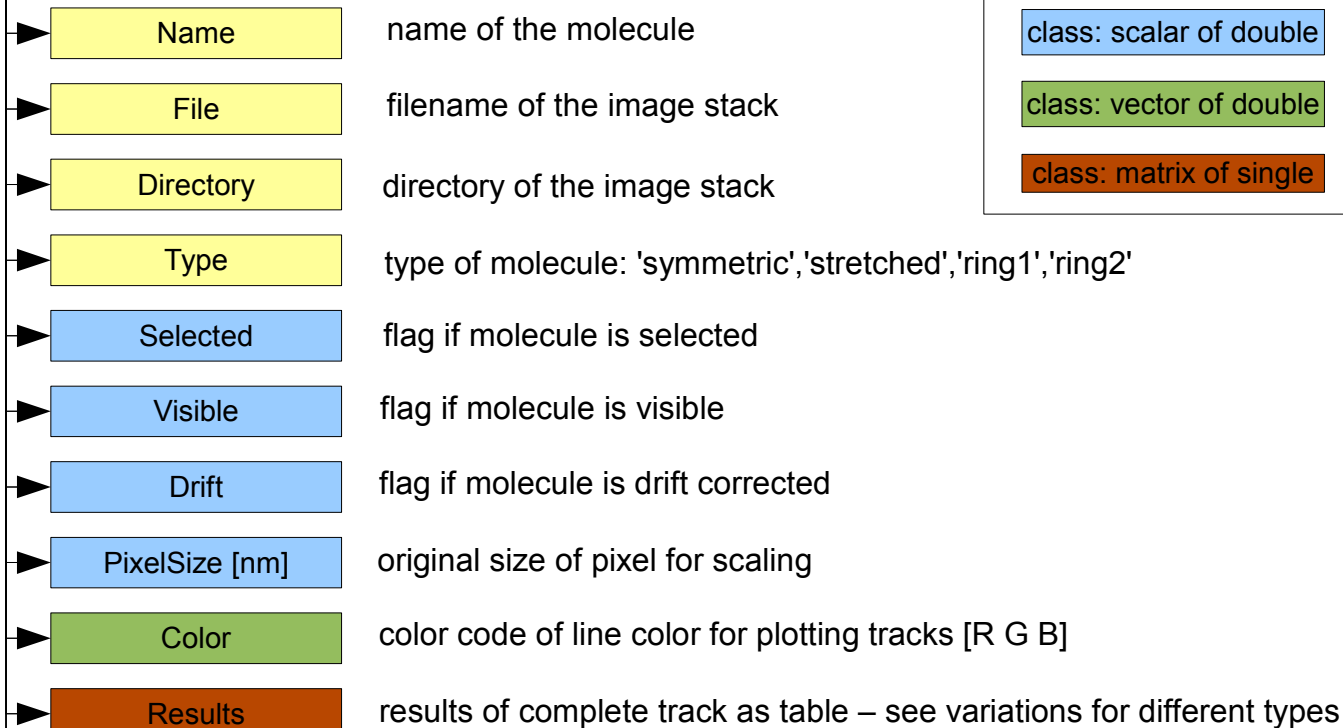 Name name of the molecule
File filename of the image stack
Directory directory of the image stack
Type type of molecule: 'symmetric','stretched','ring1','ring2'
Selected flag if molecule is selected
Visible flag if molecule is visible
Drift flag if molecule is drift corrected
PixelSize [nm] original size of pixel for scaling
Color color code of line color for plotting tracks [R G B]
Results results of complete track as table – see variations for different types
class: scalar of double
class: vector of double
class: matrix of single